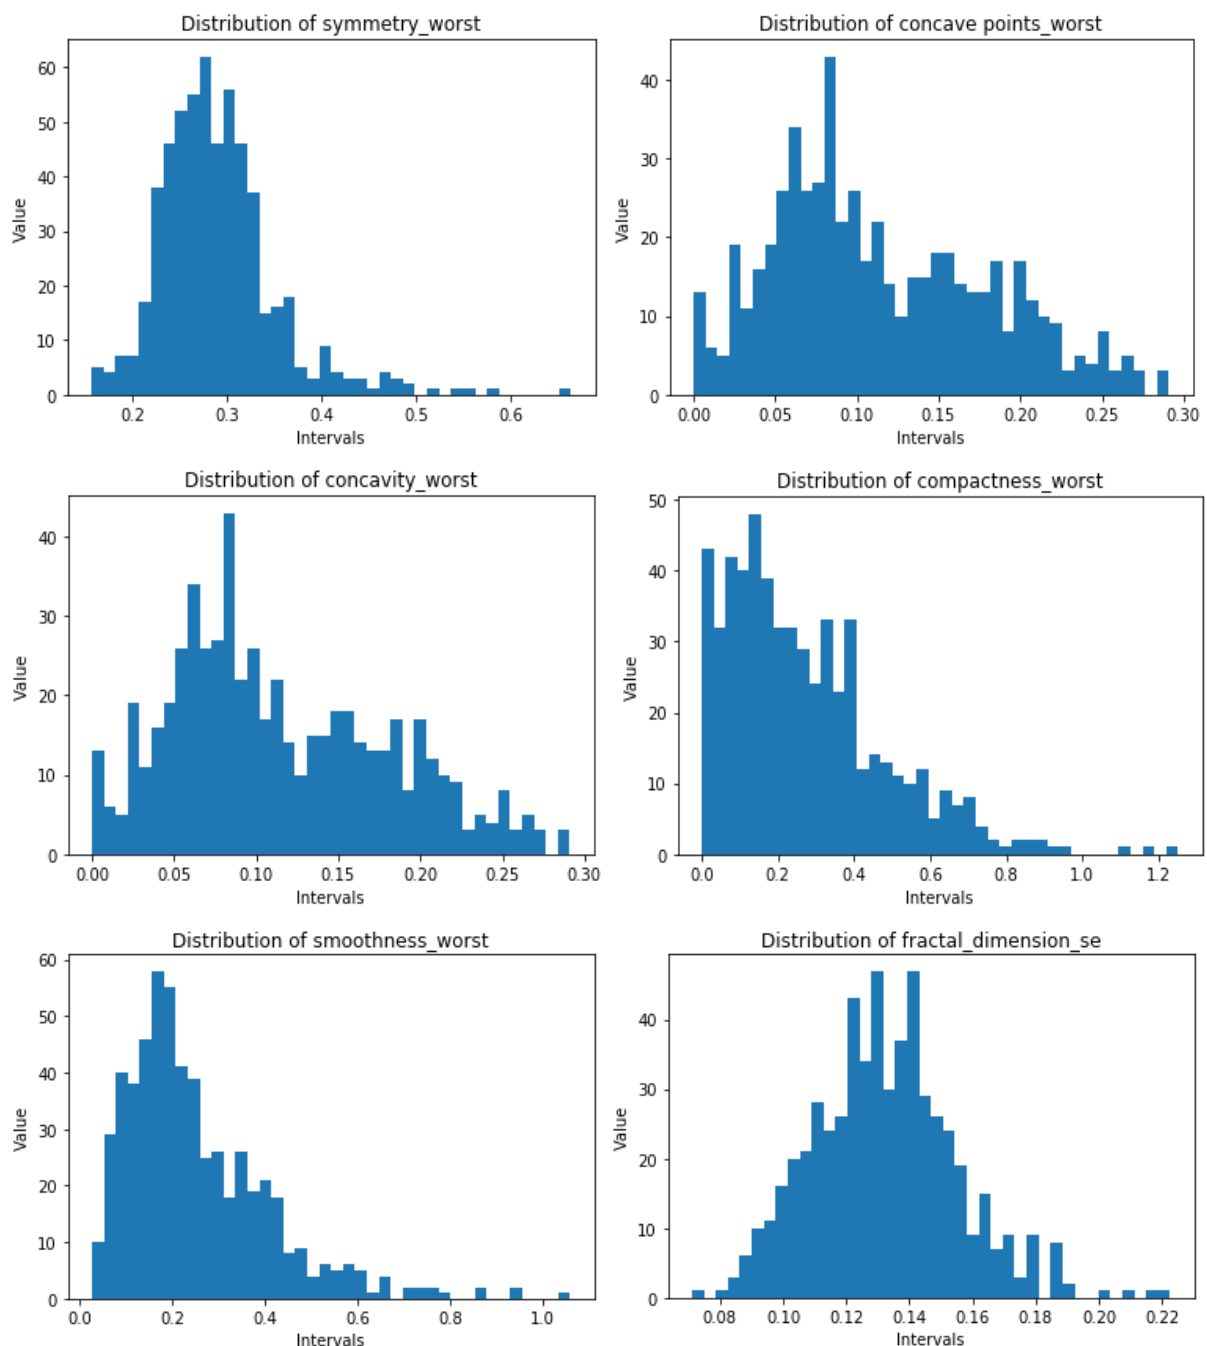 Distribution of symmetry_worst
60
50
40
30
20
10
0
Value
0.2 0.3 0.4 0.5 0.6
Intervals
Distribution of concave points_worst
40
30
20
10
0
Value
0.00 0.05 0.10 0.15 0.20 0.25 0.30
Intervals
Distribution of concavity_worst
40
30
20
10
0
Value
0.00 0.05 0.10 0.15 0.20 0.25 0.30
Intervals
Distribution of compactness_worst
50
40
30
20
10
0
Value
0.0 0.2 0.4 0.6 0.8 1.0 1.2
Intervals
Distribution of smoothness_worst
60
50
40
30
20
10
0
Value
0.0 0.2 0.4 0.6 0.8 1.0
Intervals
Distribution of fractal_dimension_se
40
30
20
10
0
Value
0.08 0.10 0.12 0.14 0.16 0.18 0.20 0.22
Intervals